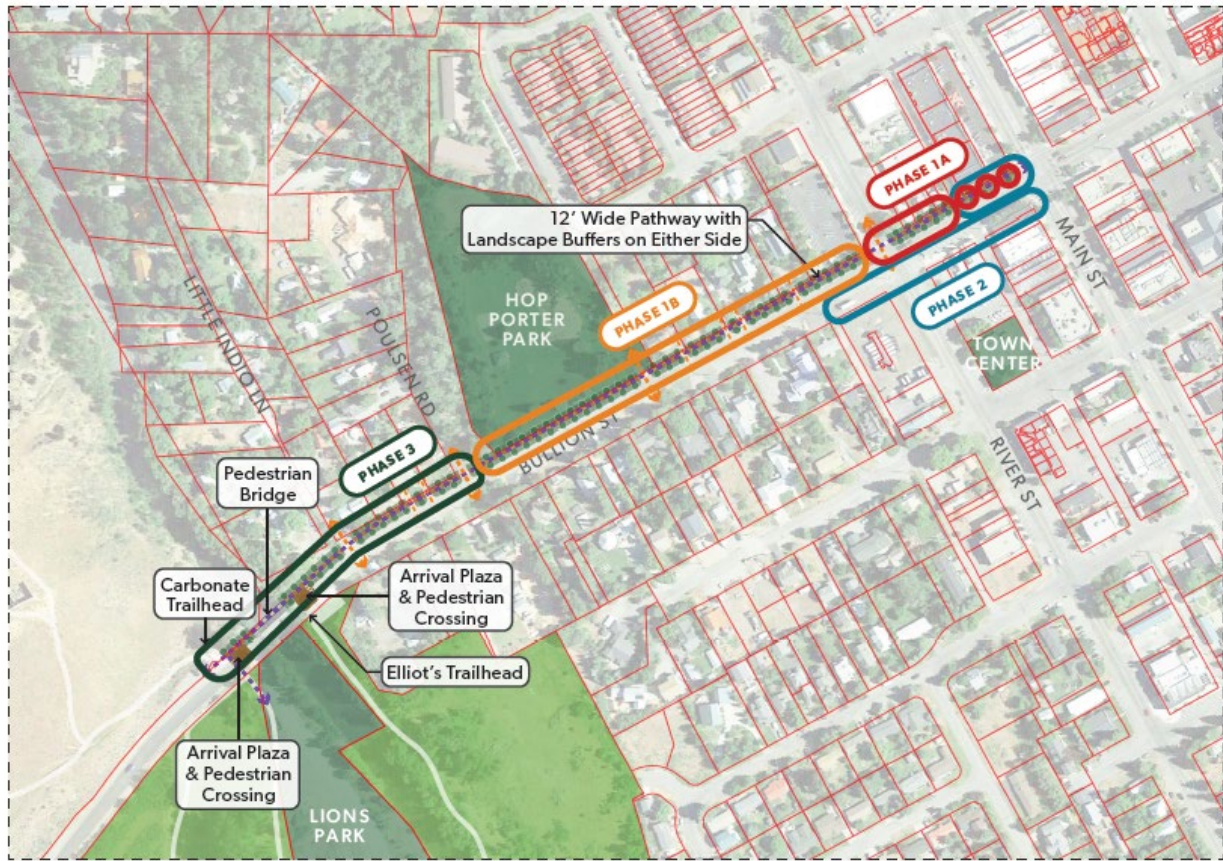 PHASE 1A
12' Wide Pathway with
Landscape Buffers on Either Side
MAIN ST
PHASE 2
HOP
PORTER
PARK
PHASE 1B
TOWN
CENTER
LITTLE INDIO LN
POULSEN RD
BULLION ST
RIVER ST
PHASE 3
Pedestrian
Bridge
Carbonate
Trailhead
Arrival Plaza
& Pedestrian
Crossing
Elliot's Trailhead
Arrival Plaza
& Pedestrian
Crossing
LIONS
PARK